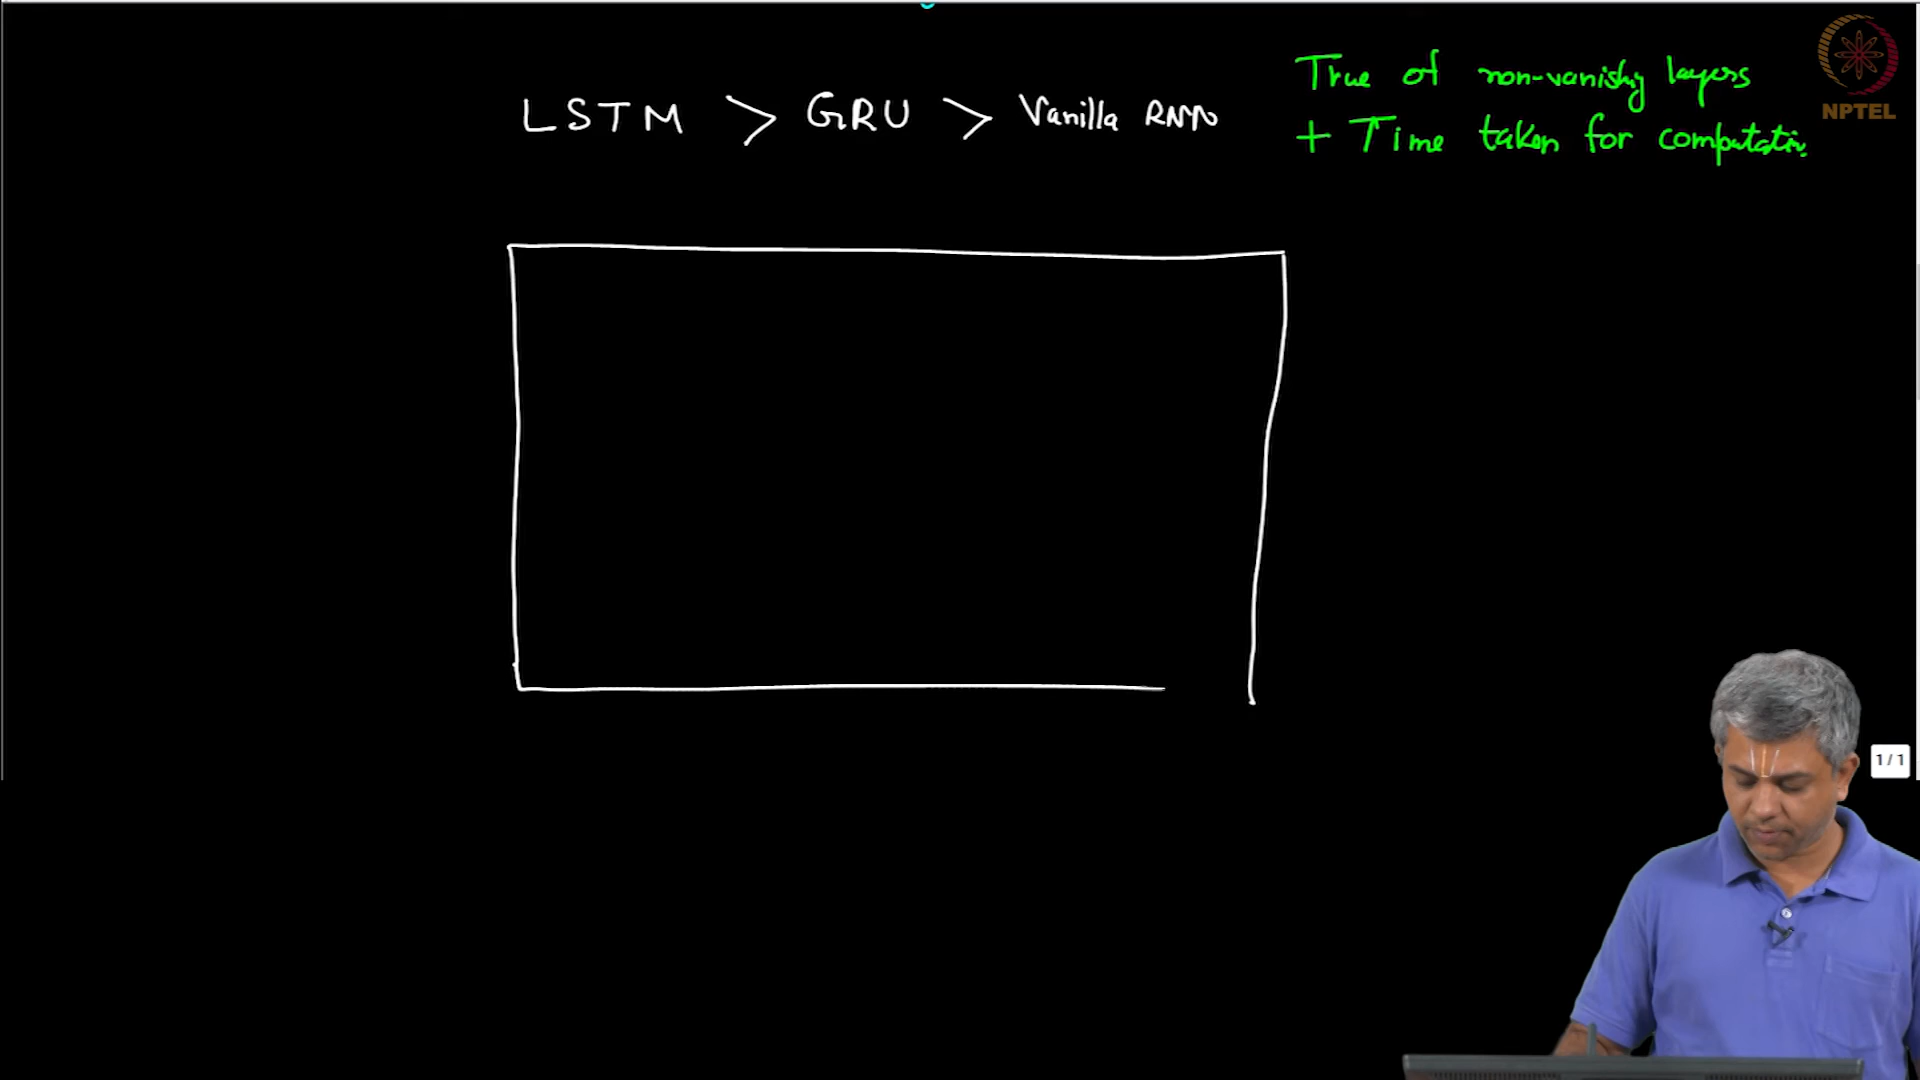 LSTM > GRU > Vanilla RNN
True of non-vanishing layers
+ Time taken for computation.
NPTEL
1 / 1